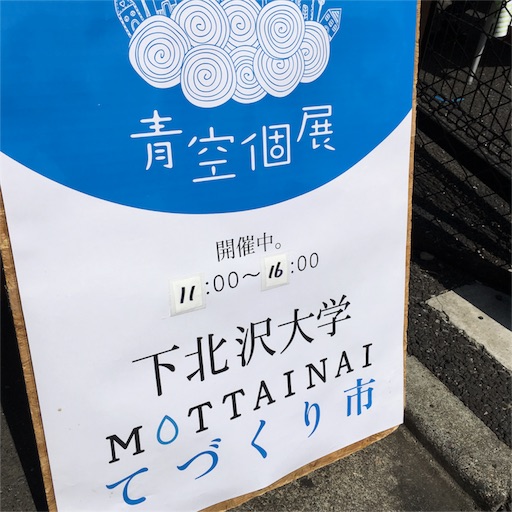 青空個展
開催中。
11:00〜16:00
下北沢大学
MOTTAINAI
てづくり市